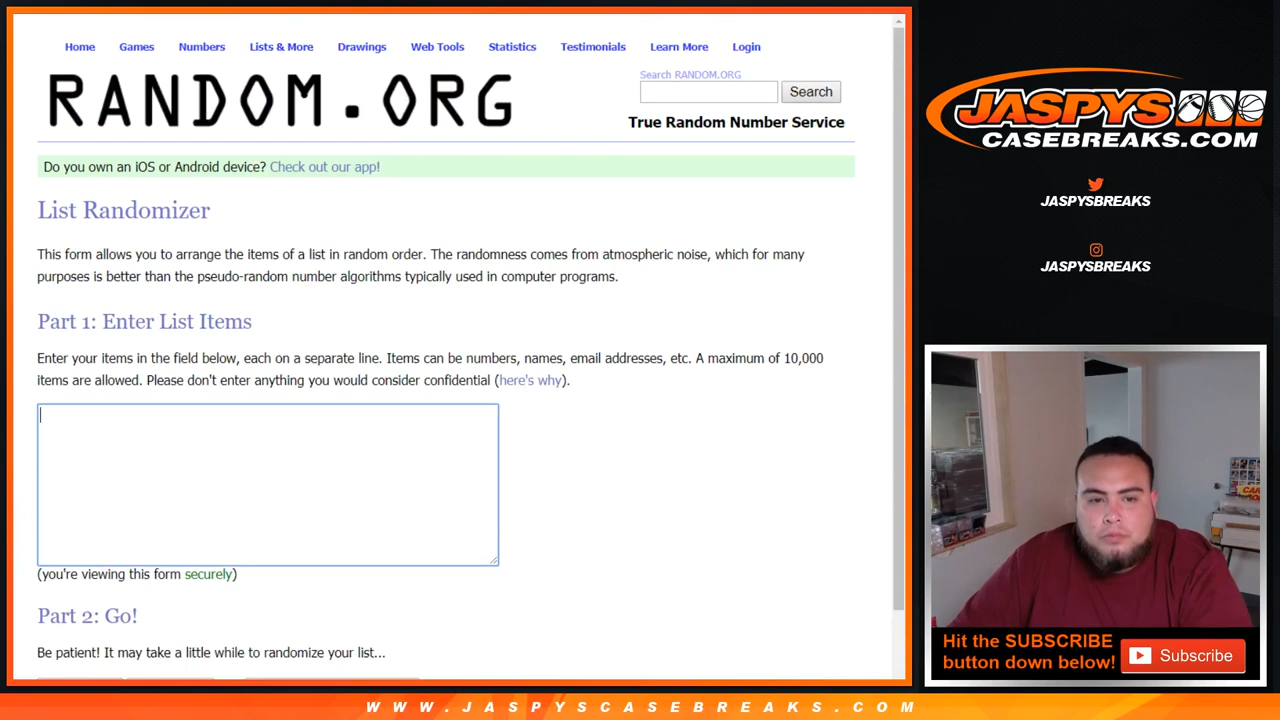 Home Games Numbers Lists & More Drawings Web Tools Statistics Testimonials Learn More Login
RANDOM.ORG
Search RANDOM.ORG
Search
True Random Number Service
Do you own an iOS or Android device? Check out our app!
List Randomizer
This form allows you to arrange the items of a list in random order. The randomness comes from atmospheric noise, which for many
purposes is better than the pseudo-random number algorithms typically used in computer programs.
Part 1: Enter List Items
Enter your items in the field below, each on a separate line. Items can be numbers, names, email addresses, etc. A maximum of 10,000
items are allowed. Please don't enter anything you would consider confidential (here's why).
(you're viewing this form securely)
Part 2: Go!
Be patient! It may take a little while to randomize your list...
JASPYS
CASEBREAKS.COM
JASPYSBREAKS
JASPYSBREAKS
Hit the SUBSCRIBE
button down below!
Subscribe
WWW.JASPYSCASEBREAKS.COM